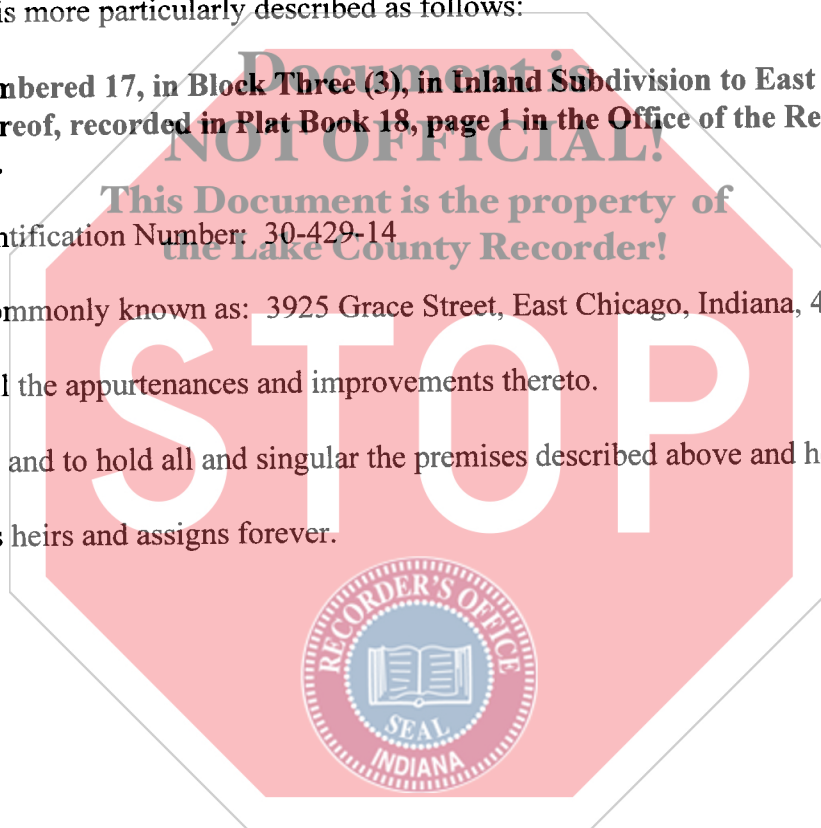 is more particularly described as follows:
Document is
mbered 17, in Block Three (3), in Inland Subdivision to East
reof, recorded in Plat Book 18, page 1 in the Office of the Re
NOT OFFICIAL!
.
This Document is the property of
ntification Number: 30-429-14
the Lake County Recorder!
ommonly known as: 3925 Grace Street, East Chicago, Indiana, 4
STOP
l the appurtenances and improvements thereto.
and to hold all and singular the premises described above and h
s heirs and assigns forever.
RECORDER'S OFFICE
SEAL
INDIANA